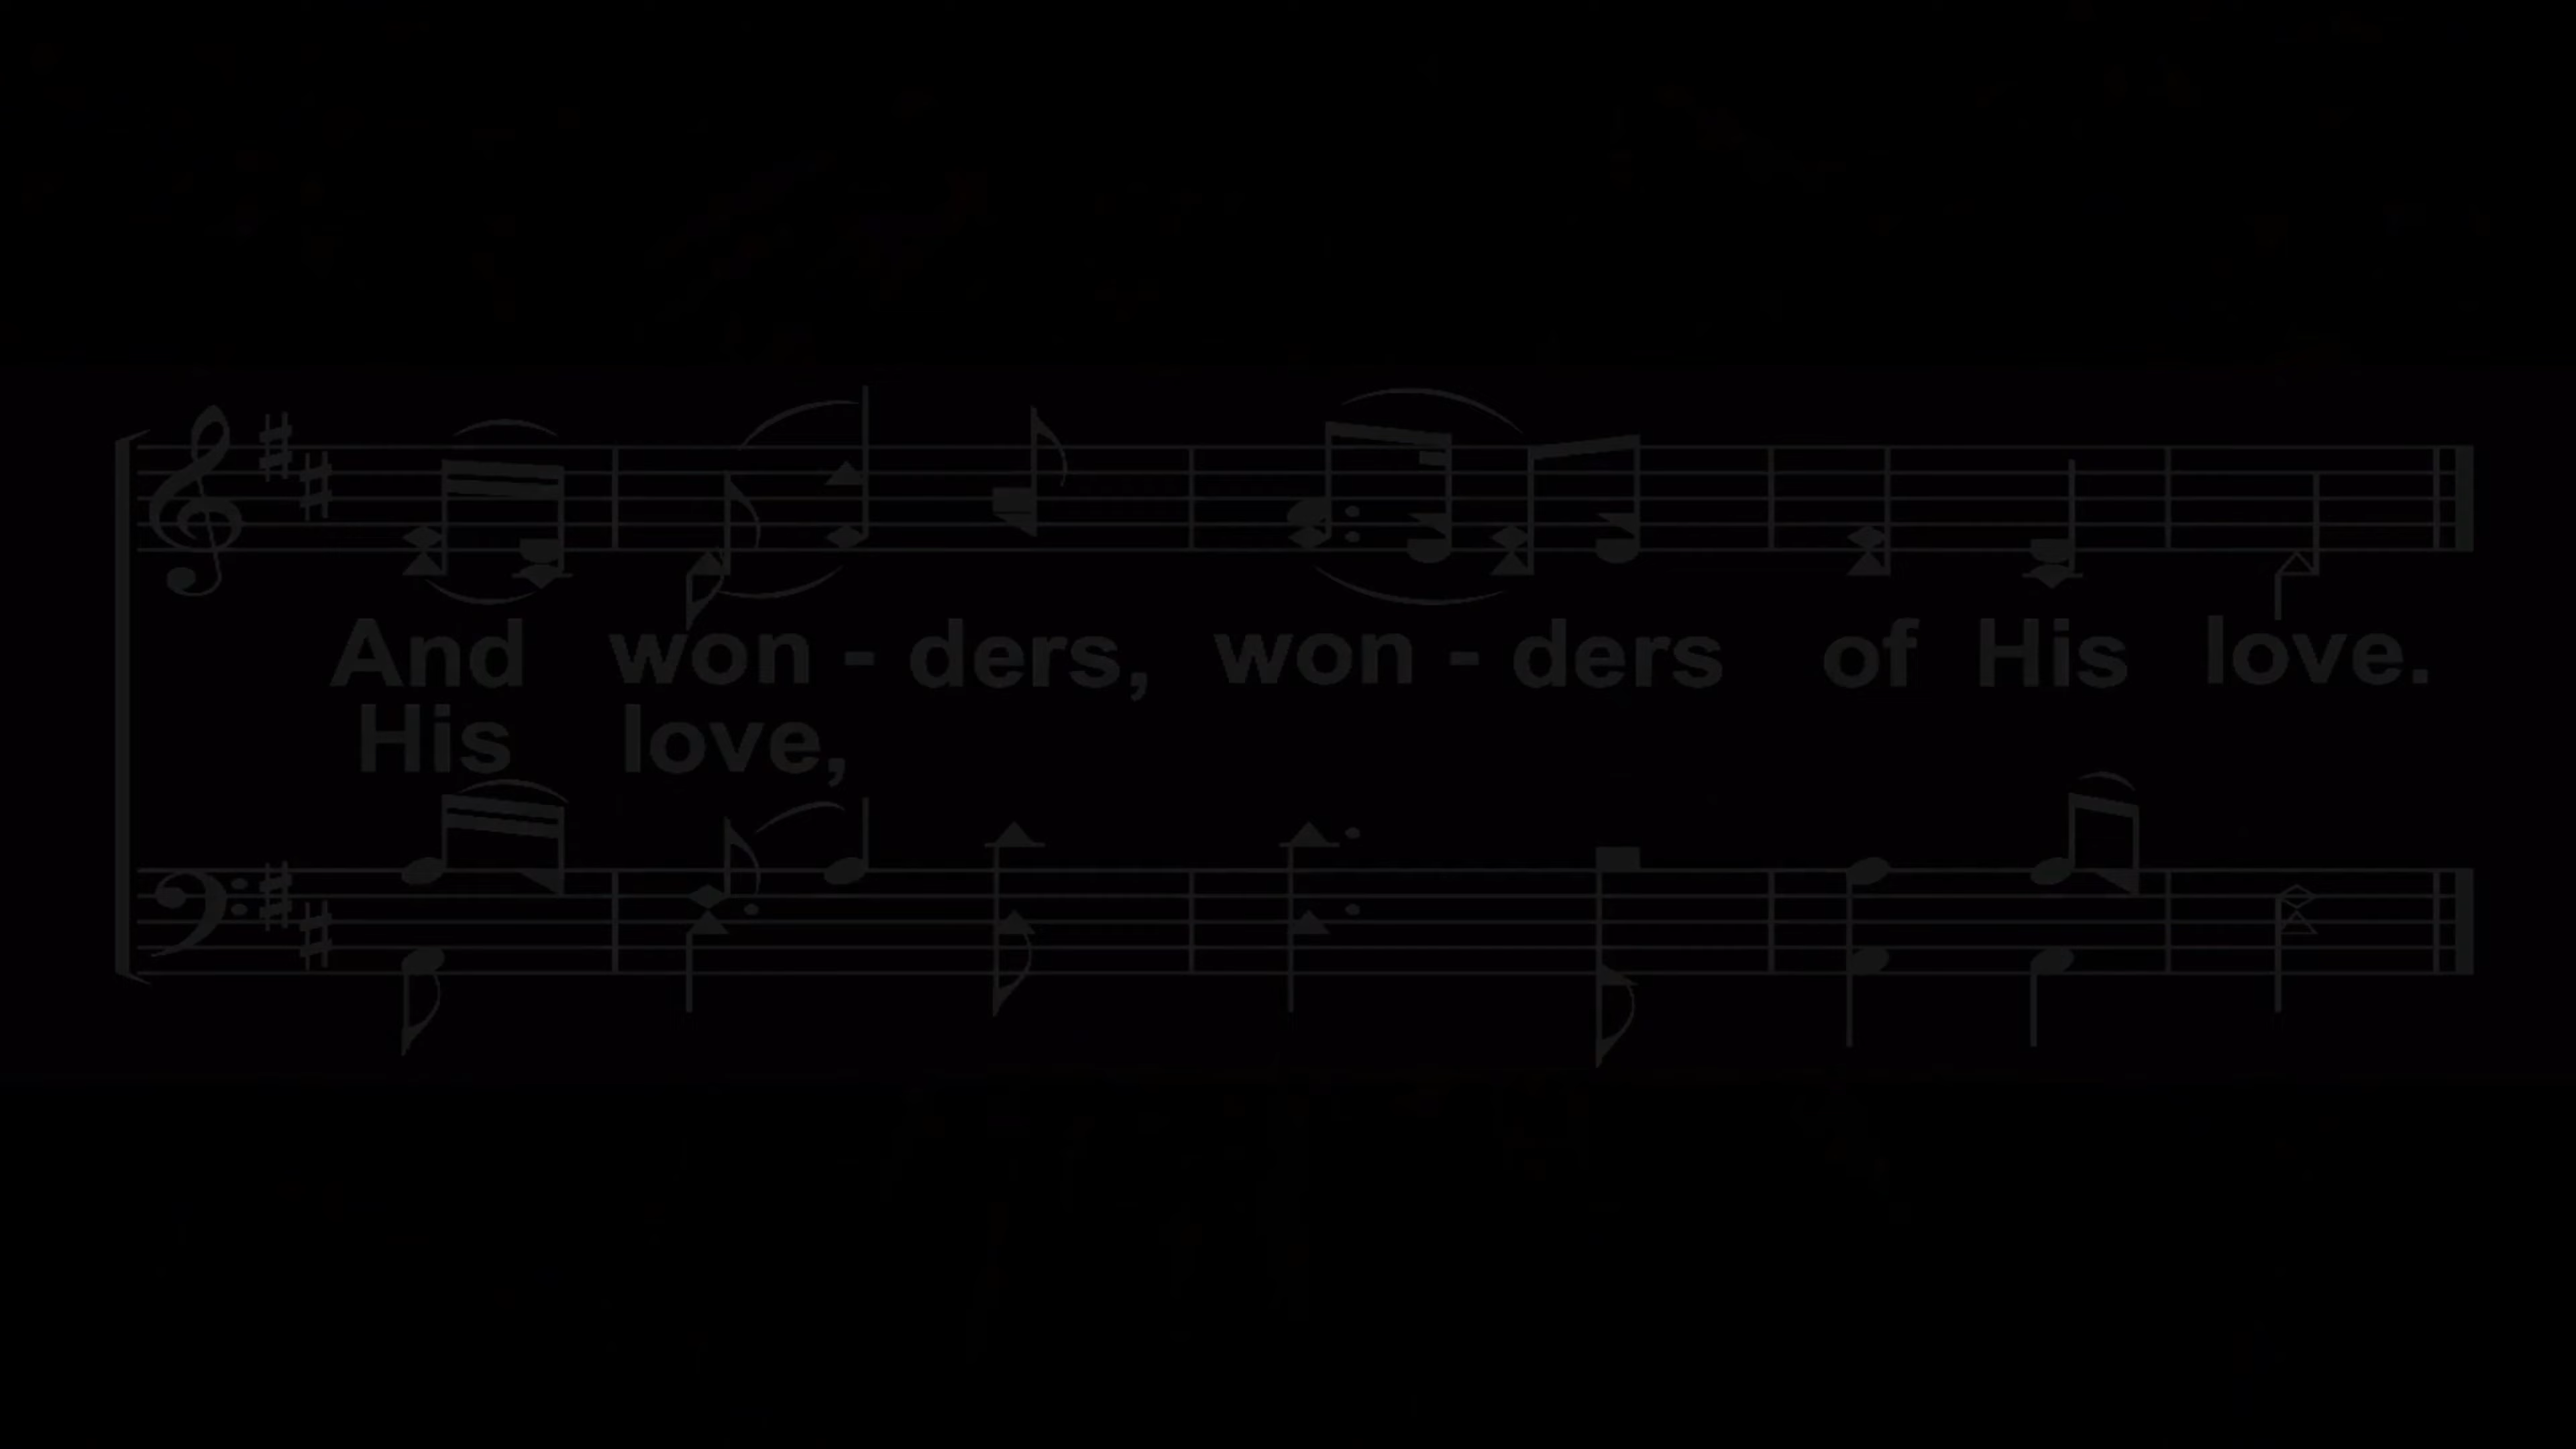 And won - ders, won - ders of His love.
His love,